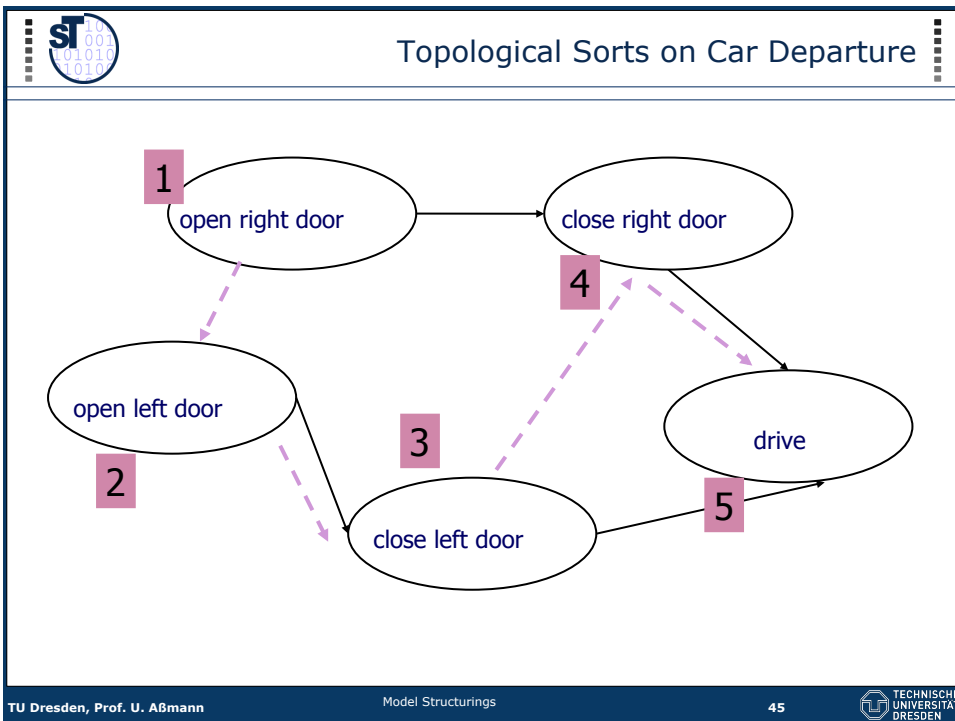 sT
Topological Sorts on Car Departure
1
open right door
close right door
4
open left door
2
3
drive
5
close left door
TU Dresden, Prof. U. Aßmann
Model Structurings
45
TECHNISCHE
UNIVERSITÄT
DRESDEN